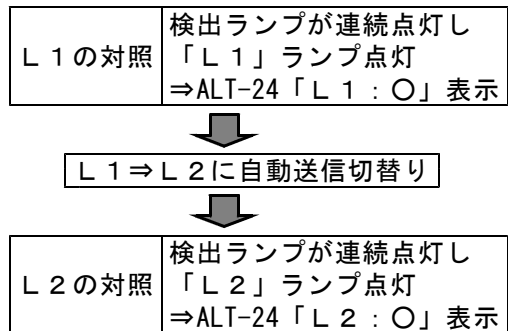 L1の対照
検出ランプが連続点灯し
「L1」ランプ点灯
⇒ALT-24「L1:〇」表示
L1⇒L2に自動送信切替り
L2の対照
検出ランプが連続点灯し
「L2」ランプ点灯
⇒ALT-24「L2:〇」表示